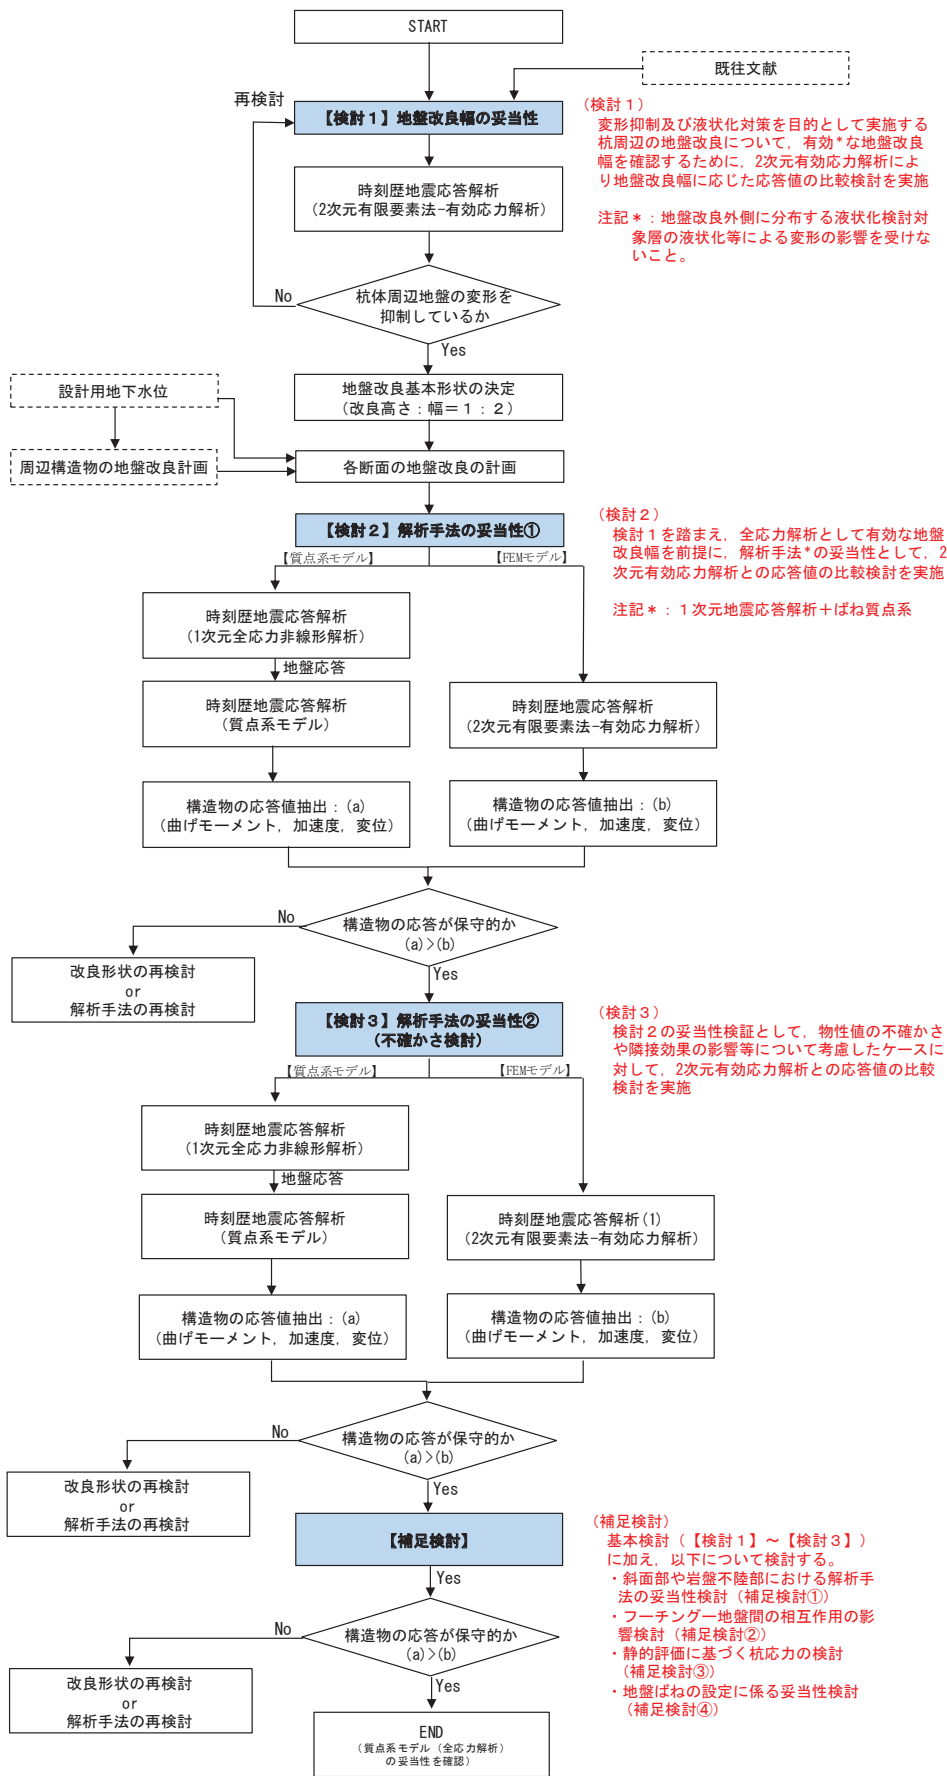 START
既往文献
再検討
【検討１】地盤改良幅の妥当性
（検討１）
変形抑制及び液状化対策を目的として実施する
杭周辺の地盤改良について，有効*な地盤改良
幅を確認するために，2次元有効応力解析によ
り地盤改良幅に応じた応答値の比較検討を実施
注記＊：地盤改良外側に分布する液状化検討対
象層の液状化等による変形の影響を受けな
いこと。
時刻歴地震応答解析
(2次元有限要素法−有効応力解析)
No
杭体周辺地盤の変形を
抑制しているか
Yes
設計用地下水位
地盤改良基本形状の決定
（改良高さ：幅＝１：２）
周辺構造物の地盤改良計画
各断面の地盤改良の計画
【検討２】解析手法の妥当性①
（検討２）
検討１を踏まえ，全応力解析として有効な地盤
改良幅を前提に，解析手法*の妥当性として，2
次元有効応力解析との応答値の比較検討を実施
注記＊：１次元地震応答解析＋ばね質点系
【質点系モデル】
【FEMモデル】
時刻歴地震応答解析
(1次元全応力非線形解析)
地盤応答
時刻歴地震応答解析
(質点系モデル)
時刻歴地震応答解析
(2次元有限要素法−有効応力解析)
構造物の応答値抽出：(a)
(曲げモーメント，加速度，変位)
構造物の応答値抽出：(b)
(曲げモーメント，加速度，変位)
No
構造物の応答が保守的か
(a)>(b)
Yes
改良形状の再検討
or
解析手法の再検討
【検討３】解析手法の妥当性②
（不確かさ検討）
（検討３）
検討２の妥当性検証として，物性値の不確かさ
や隣接効果の影響等について考慮したケースに
対して，2次元有効応力解析との応答値の比較
検討を実施
【質点系モデル】
【FEMモデル】
時刻歴地震応答解析
(1次元全応力非線形解析)
地盤応答
時刻歴地震応答解析
(質点系モデル)
時刻歴地震応答解析(1)
(2次元有限要素法−有効応力解析)
構造物の応答値抽出：(a)
(曲げモーメント，加速度，変位)
構造物の応答値抽出：(b)
(曲げモーメント，加速度，変位)
No
構造物の応答が保守的か
(a)>(b)
Yes
改良形状の再検討
or
解析手法の再検討
【補足検討】
（補足検討）
基本検討（【検討１】～【検討３】）
に加え，以下について検討する。
・斜面部や岩盤不陸部における解析手
法の妥当性検討（補足検討①）
・フーチングー地盤間の相互作用の影
響検討（補足検討②）
・静的評価に基づく杭応力の検討
（補足検討③）
・地盤ばねの設定に係る妥当性検討
（補足検討④）
Yes
No
構造物の応答が保守的か
(a)>(b)
Yes
改良形状の再検討
or
解析手法の再検討
END
（質点系モデル（全応力解析）
の妥当性を確認）